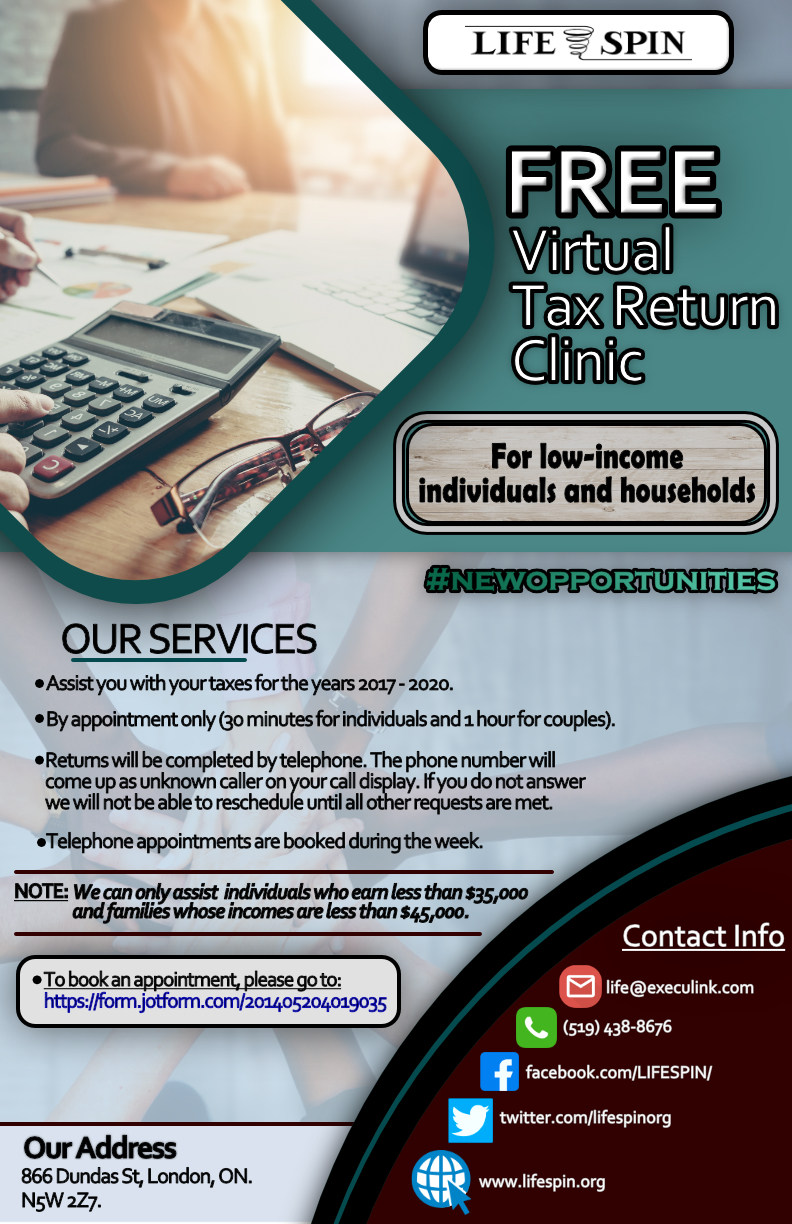 LIFE SPIN
FREE
Virtual
Tax Return
Clinic
For low-income
individuals and households
#NEWOPPORTUNITIES
OUR SERVICES
•Assist you with your taxes for the years 2017 - 2020.
•By appointment only (30 minutes for individuals and 1 hour for couples).
•Returns will be completed by telephone. The phone number will
come up as unknown caller on your call display. If you do not answer
we will not be able to reschedule until all other requests are met.
•Telephone appointments are booked during the week.
NOTE: We can only assist individuals who earn less than $35,000
and families whose incomes are less than $45,000.
•To book an appointment, please go to:
https://form.jotform.com/201405204019035
Our Address
866 Dundas St, London, ON.
N5W 2Z7.
Contact Info
life@execulink.com
(519) 438-8676
facebook.com/LIFESPIN/
twitter.com/lifespinorg
www.lifespin.org